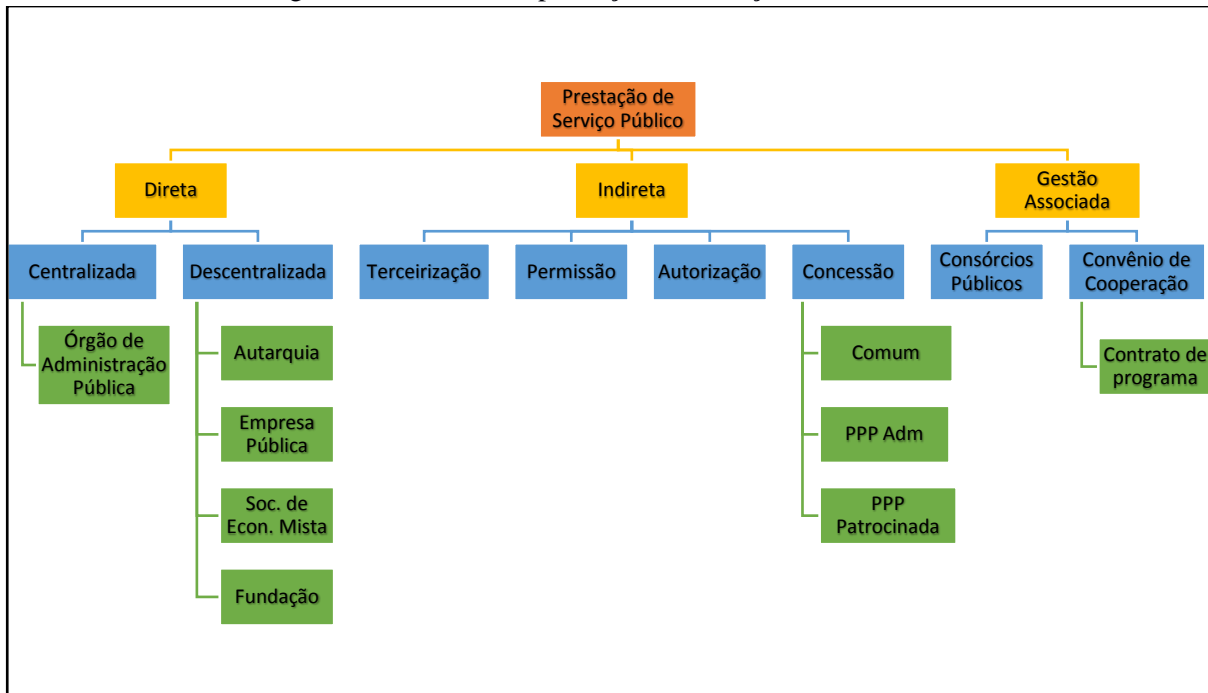 Prestação de
Serviço Público
Direta
Indireta
Gestão
Associada
Centralizada
Descentralizada
Terceirização
Permissão
Autorização
Concessão
Consórcios
Públicos
Convênio de
Cooperação
Órgão de
Administração
Pública
Autarquia
Empresa
Pública
Soc. de
Econ. Mista
Fundação
Comum
PPP Adm
PPP
Patrocinada
Contrato de
programa